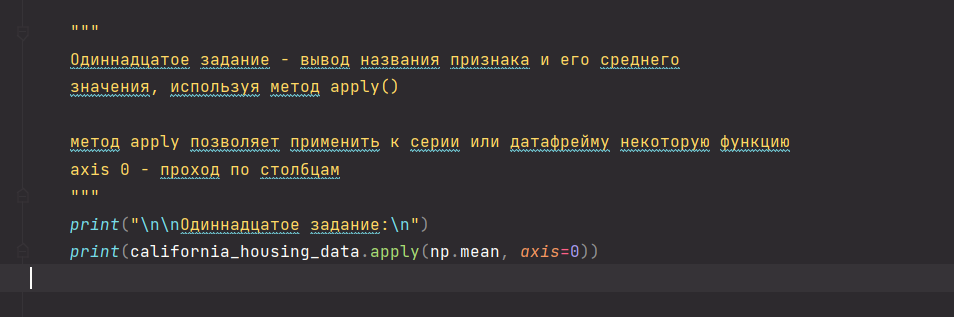 """
Одиннадцатое задание - вывод названия признака и его среднего
значения, используя метод apply()
метод apply позволяет применить к серии или датафрейму некоторую функцию
axis 0 - проход по столбцам
"""
print("\n\nОдиннадцатое задание:\n")
print(california_housing_data.apply(np.mean, axis=0))